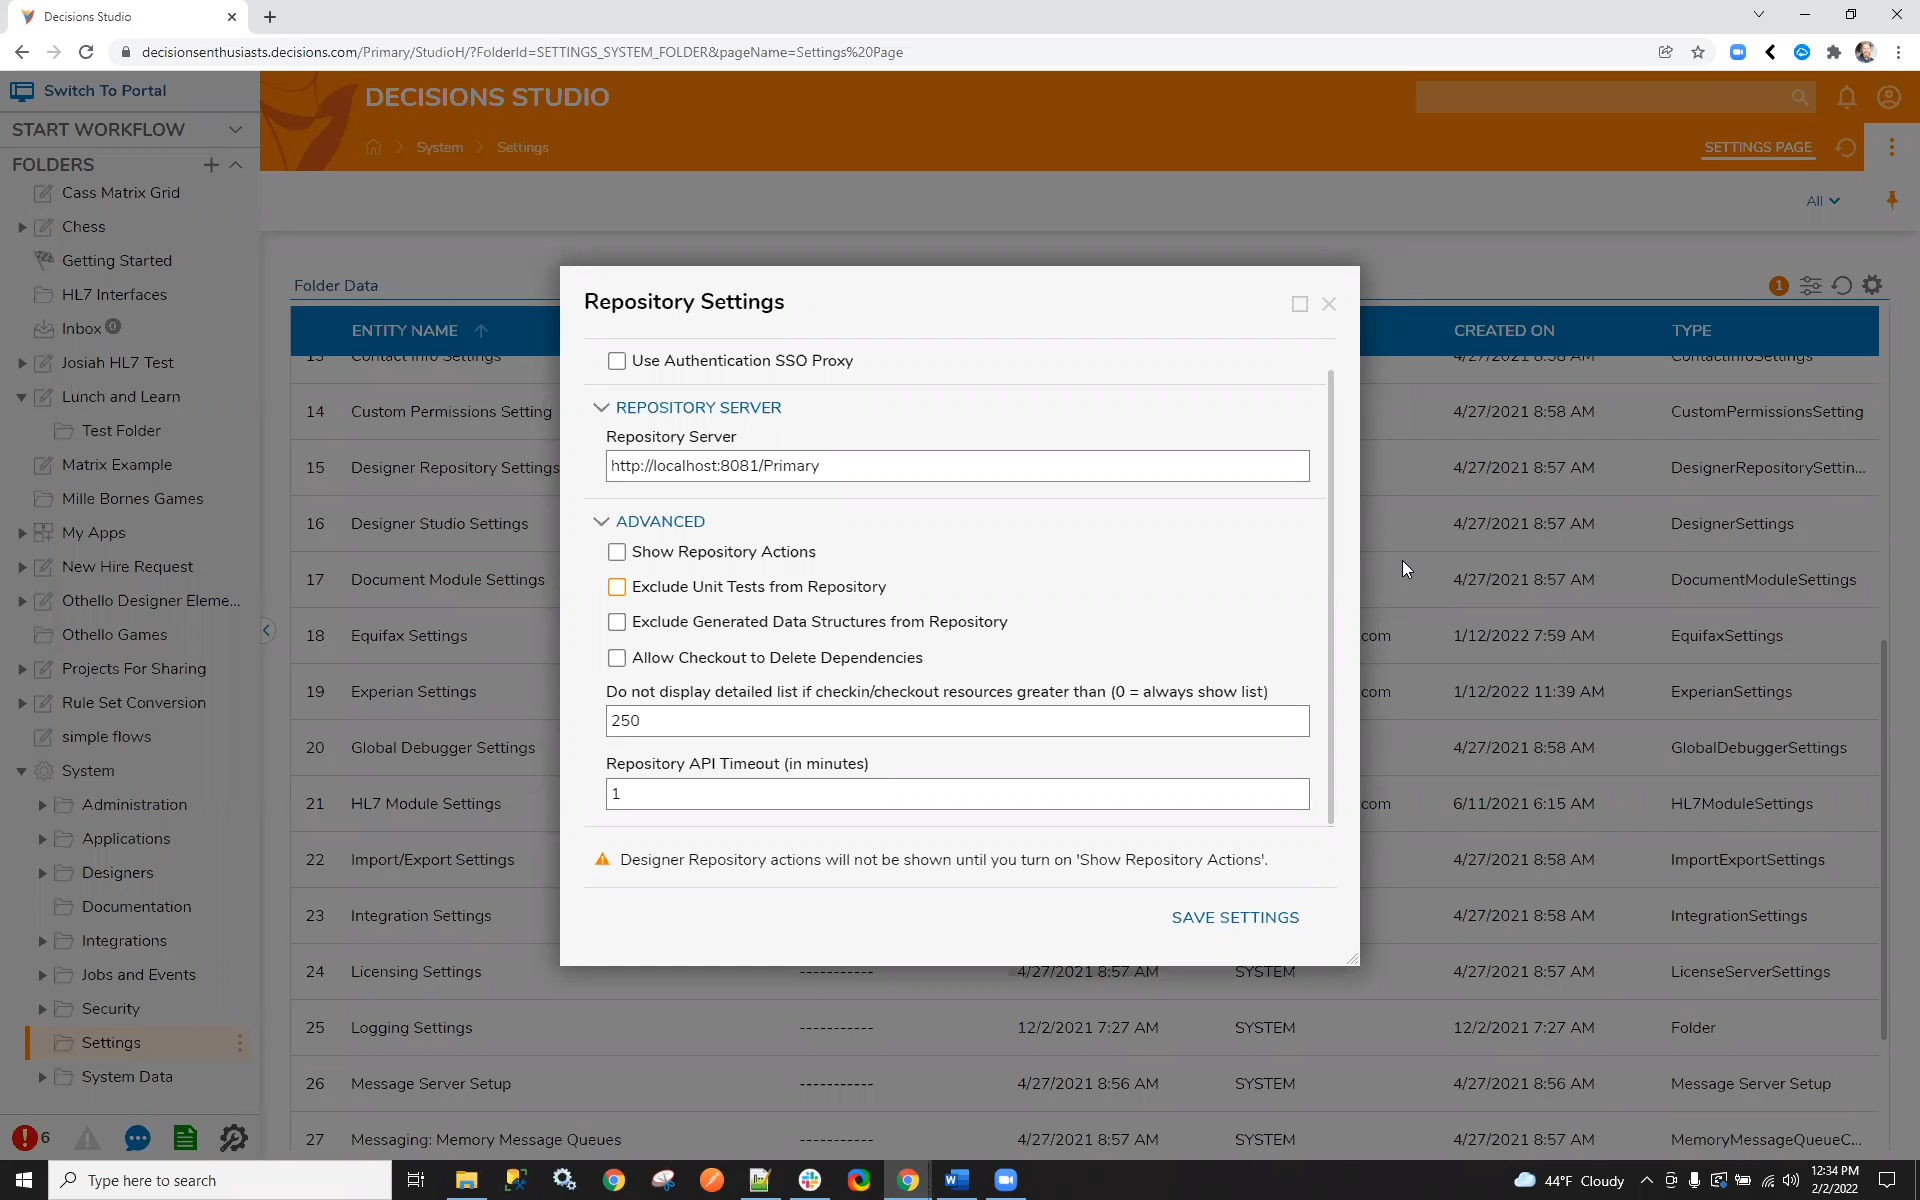 Decisions Studio
decisionsenthusiasts.decisions.com/Primary/StudioH/?FolderId=SETTINGS_SYSTEM_FOLDER&pageName=Settings%20Page
Switch To Portal
DECISIONS STUDIO
START WORKFLOW
System
Settings
SETTINGS PAGE
FOLDERS
Cass Matrix Grid
All
Chess
Getting Started
HL7 Interfaces
Inbox 0
Josiah HL7 Test
Lunch and Learn
Test Folder
Matrix Example
Mille Bornes Games
My Apps
New Hire Request
Othello Designer Eleme...
Othello Games
Projects For Sharing
Rule Set Conversion
simple flows
System
Administration
Applications
Designers
Documentation
Integrations
Jobs and Events
Security
Settings
System Data
6
Folder Data
1
ENTITY NAME CREATED ON TYPE
13 Contact Info Settings 4/27/2021 8:58 AM ContactInfoSettings
14 Custom Permissions Setting 4/27/2021 8:58 AM CustomPermissionsSetting
15 Designer Repository Settings 4/27/2021 8:57 AM DesignerRepositorySettin...
16 Designer Studio Settings 4/27/2021 8:57 AM DesignerSettings
17 Document Module Settings 4/27/2021 8:57 AM DocumentModuleSettings
18 Equifax Settings com 1/12/2022 7:59 AM EquifaxSettings
19 Experian Settings com 1/12/2022 11:39 AM ExperianSettings
20 Global Debugger Settings 4/27/2021 8:58 AM GlobalDebuggerSettings
21 HL7 Module Settings com 6/11/2021 6:15 AM HL7ModuleSettings
22 Import/Export Settings 4/27/2021 8:58 AM ImportExportSettings
23 Integration Settings 4/27/2021 8:58 AM IntegrationSettings
24 Licensing Settings ----------- 4/27/2021 8:57 AM SYSTEM 4/27/2021 8:57 AM LicenseServerSettings
25 Logging Settings ----------- 12/2/2021 7:27 AM SYSTEM 12/2/2021 7:27 AM Folder
26 Message Server Setup ----------- 4/27/2021 8:56 AM SYSTEM 4/27/2021 8:56 AM Message Server Setup
27 Messaging: Memory Message Queues ----------- 4/27/2021 8:57 AM SYSTEM 4/27/2021 8:57 AM MemoryMessageQueueC...
Repository Settings
Use Authentication SSO Proxy
REPOSITORY SERVER
Repository Server
http://localhost:8081/Primary
ADVANCED
Show Repository Actions
Exclude Unit Tests from Repository
Exclude Generated Data Structures from Repository
Allow Checkout to Delete Dependencies
Do not display detailed list if checkin/checkout resources greater than (0 = always show list)
250
Repository API Timeout (in minutes)
1
Designer Repository actions will not be shown until you turn on 'Show Repository Actions'.
SAVE SETTINGS
Type here to search
44°F Cloudy
12:34 PM
2/2/2022